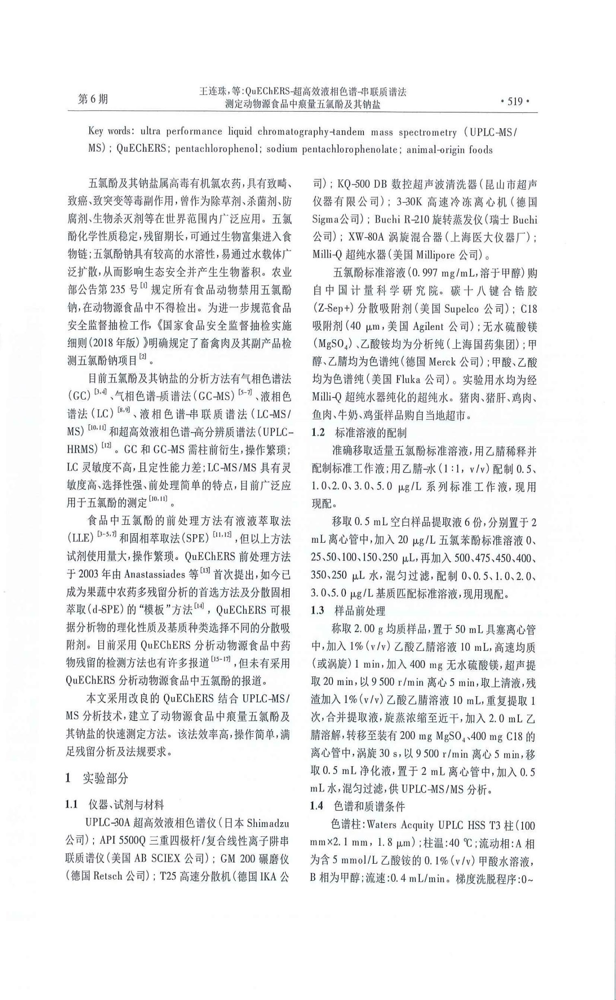 第 6 期
王连珠,等:QuEChERS-超高效液相色谱-串联质谱法
测定动物源食品中痕量五氯酚及其钠盐
• 519 •
Key words: ultra performance liquid chromatography-tandem mass spectrometry (UPLC-MS/
MS); QuEChERS; pentachlorophenol; sodium pentachlorophenolate; animal-origin foods
五氯酚及其钠盐属高毒有机氯农药,具有致畸、
致癌、致突变等毒副作用,曾作为除草剂、杀菌剂、防
腐剂、生物杀灭剂等在世界范围内广泛应用。五氯
酚化学性质稳定,残留期长,可通过生物富集进入食
物链;五氯酚钠具有较高的水溶性,易通过水载体广
泛扩散,从而影响生态安全并产生生物蓄积。农业
部公告第 235 号[1] 规定所有食品动物禁用五氯酚
钠,在动物源食品中不得检出。为进一步规范食品
安全监督抽检工作,《国家食品安全监督抽检实施
细则(2018 年版)》明确规定了畜禽肉及其副产品检
测五氯酚钠项目[2]。
目前五氯酚及其钠盐的分析方法有气相色谱法
(GC)[3,4]、气相色谱-质谱法(GC-MS)[5-7]、液相色
谱法(LC)[8,9]、液相色谱-串联质谱法(LC-MS/
MS)[10,11]和超高效液相色谱-高分辨质谱法(UPLC-
HRMS)[12]。GC 和 GC-MS 需柱前衍生,操作繁琐;
LC 灵敏度不高,且定性能力差;LC-MS/MS 具有灵
敏度高、选择性强、前处理简单的特点,目前广泛应
用于五氯酚的测定[10,11]。
食品中五氯酚的前处理方法有液液萃取法
(LLE)[3-5,7]和固相萃取法(SPE)[11,12],但以上方法
试剂使用量大,操作繁琐。QuEChERS 前处理方法
于 2003 年由 Anastassiades 等[13]首次提出,如今已
成为果蔬中农药多残留分析的首选方法及分散固相
萃取(d-SPE)的“模板”方法[14], QuEChERS 可根
据分析物的理化性质及基质种类选择不同的分散吸
附剂。目前采用 QuEChERS 分析动物源食品中药
物残留的检测方法也有许多报道[15-17],但未有采用
QuEChERS 分析动物源食品中五氯酚的报道。
本文采用改良的 QuEChERS 结合 UPLC-MS/
MS 分析技术,建立了动物源食品中痕量五氯酚及
其钠盐的快速测定方法。该法效率高,操作简单,满
足残留分析及法规要求。
1 实验部分
1.1 仪器、试剂与材料
UPLC-30A 超高效液相色谱仪(日本 Shimadzu
公司); API 5500Q 三重四极杆/复合线性离子阱串
联质谱仪(美国 AB SCIEX 公司); GM 200 碾磨仪
(德国 Retsch 公司); T25 高速分散机(德国 IKA 公
司); KQ-500 DB 数控超声波清洗器(昆山市超声
仪器有限公司); 3-30K 高速冷冻离心机(德国
Sigma公司); Buchi R-210 旋转蒸发仪(瑞士 Buchi
公司); XW-80A 涡旋混合器(上海医大仪器厂);
Milli-Q 超纯水器(美国 Millipore 公司)。
五氯酚标准溶液(0.997 mg/mL,溶于甲醇)购
自中国计量科学研究院。碳十八键合锆胶
(Z-Sep+)分散吸附剂(美国 Supelco 公司); C18
吸附剂(40 μm,美国 Agilent 公司);无水硫酸镁
(MgSO4)、乙酸铵均为分析纯(上海国药集团);甲
醇、乙腈均为色谱纯(德国 Merck 公司);甲酸、乙酸
均为色谱纯(美国 Fluka 公司)。实验用水均为经
Milli-Q 超纯水器纯化的超纯水。猪肉、猪肝、鸡肉、
鱼肉、牛奶、鸡蛋样品购自当地超市。
1.2 标准溶液的配制
准确移取适量五氯酚标准溶液,用乙腈稀释并
配制标准工作液;用乙腈-水(1∶1, v/v)配制 0.5、
1.0、2.0、3.0、5.0 μg/L 系列标准工作液,现用
现配。
移取 0.5 mL 空白样品提取液 6 份,分别置于 2
mL 离心管中,加入 20 μg/L 五氯苯酚标准溶液 0、
25、50、100、150、250 μL,再加入 500、475、450、400、
350、250 μL 水,混匀过滤,配制 0、0.5、1.0、2.0、
3.0、5.0 μg/L 基质匹配标准溶液,现用现配。
1.3 样品前处理
称取 2.00 g 均质样品,置于 50 mL 具塞离心管
中,加入 1%(v/v)乙酸乙腈溶液 10 mL,高速均质
(或涡旋)1 min,加入 400 mg 无水硫酸镁,超声提
取 20 min,以 9 500 r/min 离心 5 min,取上清液,残
渣加入 1%(v/v)乙酸乙腈溶液 10 mL,重复提取 1
次,合并提取液,旋蒸浓缩至近干,加入 2.0 mL 乙
腈溶解,转移至装有 200 mg MgSO4、400 mg C18 的
离心管中,涡旋 30 s,以 9 500 r/min 离心 5 min,移
取 0.5 mL 净化液,置于 2 mL 离心管中,加入 0.5
mL 水,混匀过滤,供 UPLC-MS/MS 分析。
1.4 色谱和质谱条件
色谱柱:Waters Acquity UPLC HSS T3 柱(100
mm×2.1 mm, 1.8 μm);柱温:40 ℃;流动相:A 相
为含 5 mmol/L 乙酸铵的 0.1%(v/v)甲酸水溶液,
B 相为甲醇;流速:0.4 mL/min。梯度洗脱程序:0~